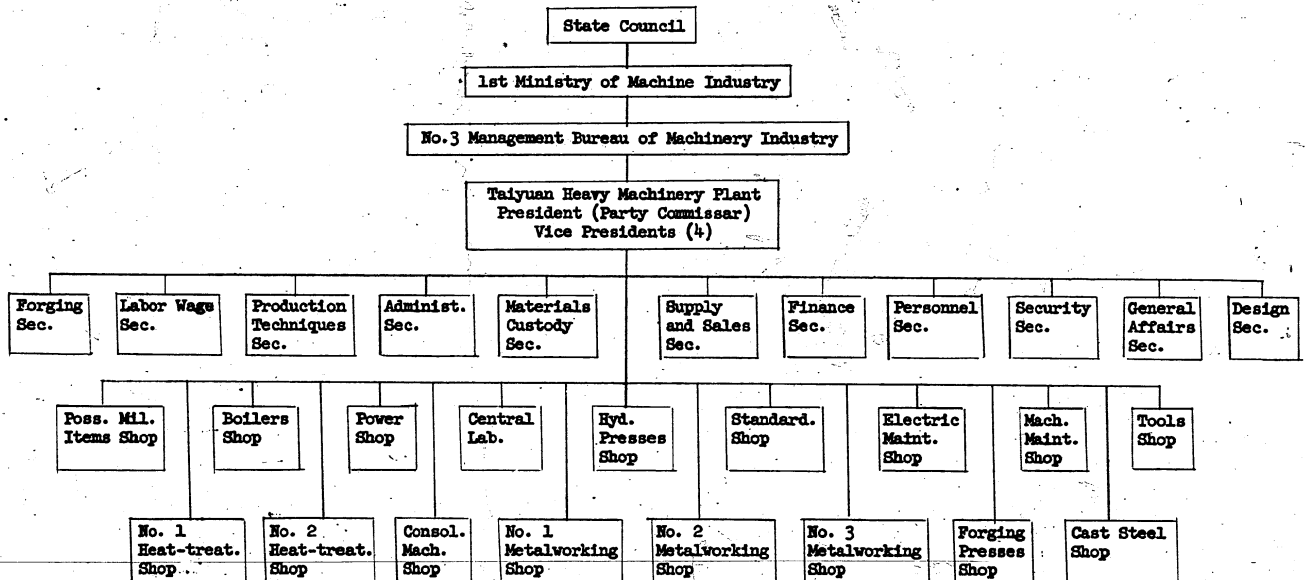 State Council
1st Ministry of Machine Industry
No.3 Management Bureau of Machinery Industry
Taiyuan Heavy Machinery Plant
President (Party Commissar)
Vice Presidents (4)
Forging
Sec.
Labor Wage
Sec.
Production
Techniques
Sec.
Administ.
Sec.
Materials
Custody
Sec.
Supply
and Sales
Sec.
Finance
Sec.
Personnel
Sec.
Security
Sec.
General
Affairs
Sec.
Design
Sec.
Poss. Mil.
Items Shop
Boilers
Shop
Power
Shop
Central
Lab.
Hyd.
Presses
Shop
Standard.
Shop
Electric
Maint.
Shop
Mach.
Maint.
Shop
Tools
Shop
No. 1
Heat-treat.
Shop
No. 2
Heat-treat.
Shop
Consol.
Mach.
Shop
No. 1
Metalworking
Shop
No. 2
Metalworking
Shop
No. 3
Metalworking
Shop
Forging
Presses
Shop
Cast Steel
Shop